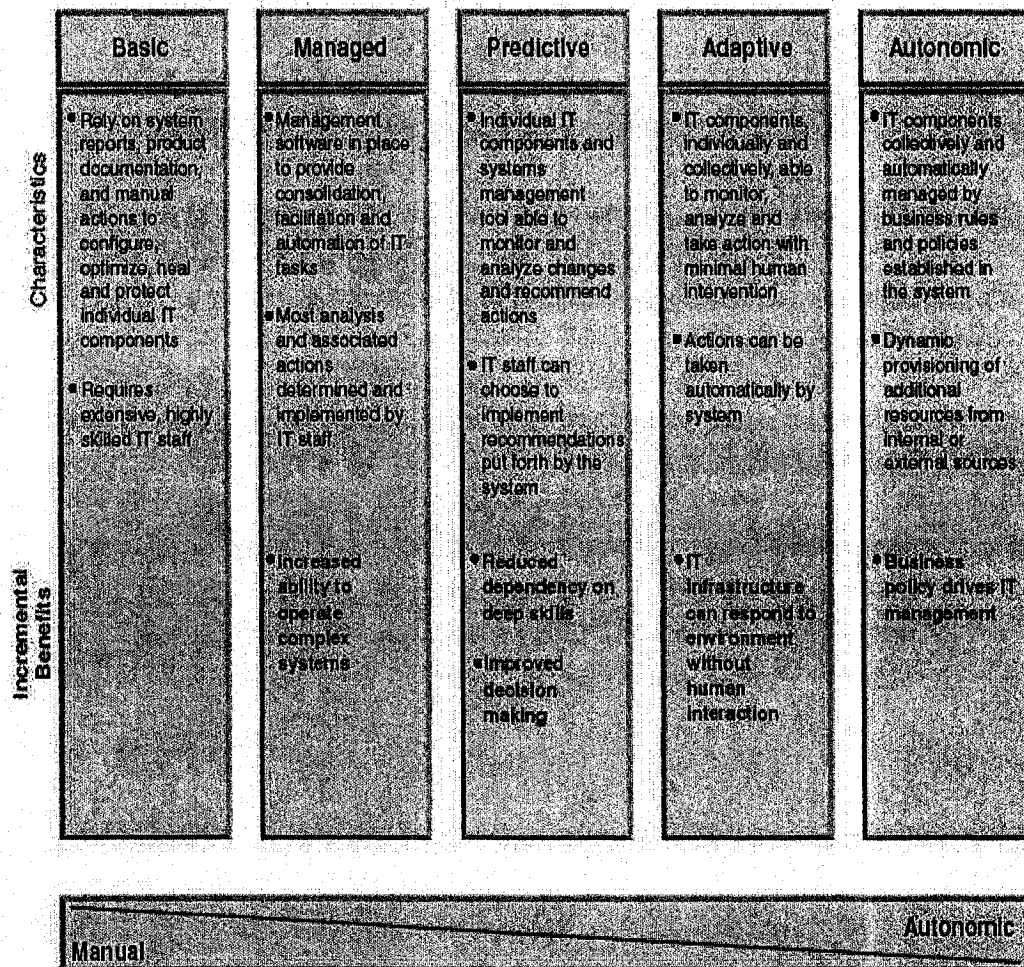 Basic
Managed
Predictive
Adaptive
Autonomic
Characteristics
▪ Rely on system
reports, product
documentation,
and manual
actions to
configure,
optimize, heal
and protect
individual IT
components
▪ Requires
extensive, highly
skilled IT staff
▪ Management
software in place
to provide
consolidation,
facilitation and
automation of IT
tasks
▪ Most analysis
and associated
actions
determined and
implemented by
IT staff
▪ Individual IT
components and
systems
management
tool able to
monitor and
analyze changes
and recommend
actions
▪ IT staff can
choose to
implement
recommendations
put forth by the
system
▪ IT components,
individually and
collectively, able
to monitor,
analyze and
take action with
minimal human
intervention
▪ Actions can be
taken
automatically by
system
▪ IT components
collectively and
automatically
managed by
business rules
and policies
established in
the system
▪ Dynamic
provisioning of
additional
resources from
internal or
external sources
Incremental
Benefits
▪ Increased
ability to
operate
complex
systems
▪ Reduced
dependency on
deep skills
▪ Improved
decision
making
▪ IT
infrastructure
can respond to
environment
without
human
interaction
▪ Business
policy drives IT
management
Manual
Autonomic